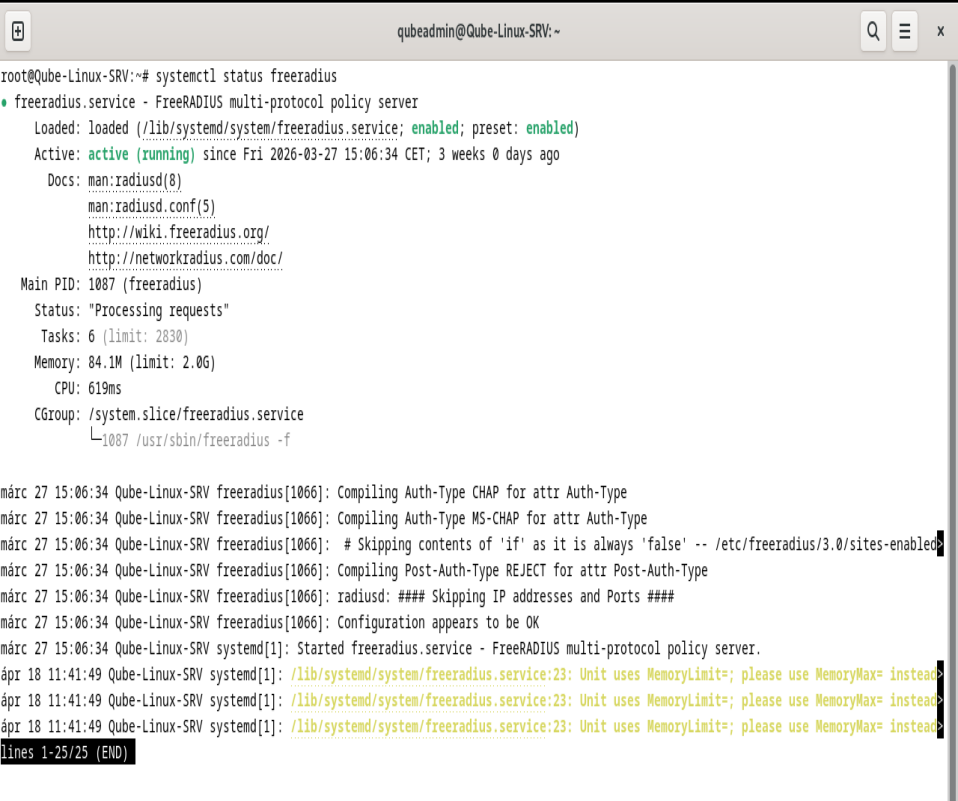 qubeadmin@Qube-Linux-SRV: ~
root@Qube-Linux-SRV:~# systemctl status freeradius
● freeradius.service - FreeRADIUS multi-protocol policy server
     Loaded: loaded (/lib/systemd/system/freeradius.service; enabled; preset: enabled)
     Active: active (running) since Fri 2026-03-27 15:06:34 CET; 3 weeks 0 days ago
       Docs: man:radiusd(8)
             man:radiusd.conf(5)
             http://wiki.freeradius.org/
             http://networkradius.com/doc/
   Main PID: 1087 (freeradius)
     Status: "Processing requests"
      Tasks: 6 (limit: 2830)
     Memory: 84.1M (limit: 2.0G)
        CPU: 619ms
     CGroup: /system.slice/freeradius.service
             └─1087 /usr/sbin/freeradius -f
márc 27 15:06:34 Qube-Linux-SRV freeradius[1066]: Compiling Auth-Type CHAP for attr Auth-Type
márc 27 15:06:34 Qube-Linux-SRV freeradius[1066]: Compiling Auth-Type MS-CHAP for attr Auth-Type
márc 27 15:06:34 Qube-Linux-SRV freeradius[1066]:  # Skipping contents of 'if' as it is always 'false' -- /etc/freeradius/3.0/sites-enabled>
márc 27 15:06:34 Qube-Linux-SRV freeradius[1066]: Compiling Post-Auth-Type REJECT for attr Post-Auth-Type
márc 27 15:06:34 Qube-Linux-SRV freeradius[1066]: radiusd: #### Skipping IP addresses and Ports ####
márc 27 15:06:34 Qube-Linux-SRV freeradius[1066]: Configuration appears to be OK
márc 27 15:06:34 Qube-Linux-SRV systemd[1]: Started freeradius.service - FreeRADIUS multi-protocol policy server.
ápr 18 11:41:49 Qube-Linux-SRV systemd[1]: /lib/systemd/system/freeradius.service:23: Unit uses MemoryLimit=; please use MemoryMax= instead>
ápr 18 11:41:49 Qube-Linux-SRV systemd[1]: /lib/systemd/system/freeradius.service:23: Unit uses MemoryLimit=; please use MemoryMax= instead>
ápr 18 11:41:49 Qube-Linux-SRV systemd[1]: /lib/systemd/system/freeradius.service:23: Unit uses MemoryLimit=; please use MemoryMax= instead>
lines 1-25/25 (END)